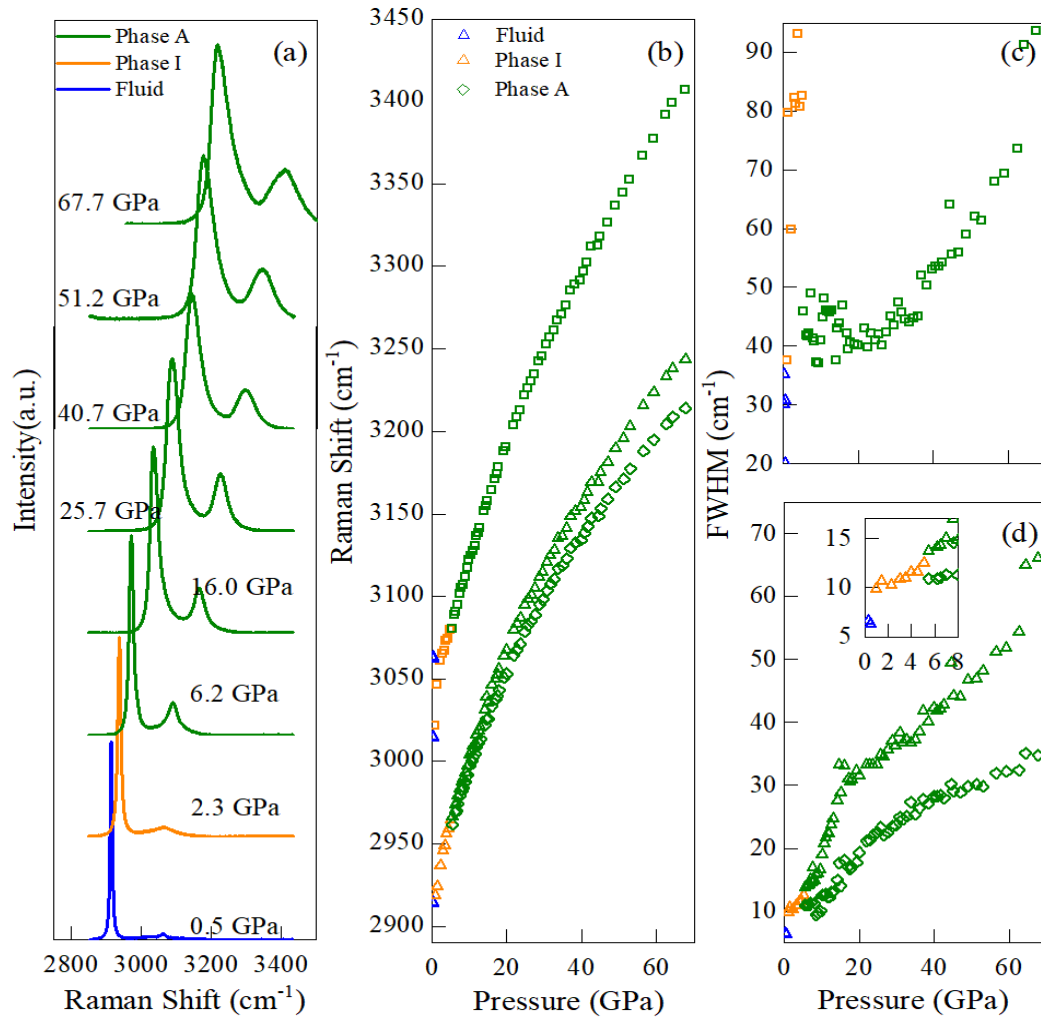 Phase A
Phase I
Fluid
(a)
67.7 GPa
51.2 GPa
40.7 GPa
25.7 GPa
16.0 GPa
6.2 GPa
2.3 GPa
0.5 GPa
Intensity(a.u.)
2800 3000 3200 3400
Raman Shift (cm-1)
Fluid
Phase I
Phase A
(b)
3450
3400
3350
3300
3250
3200
3150
3100
3050
3000
2950
2900
Raman Shift (cm-1)
0 20 40 60
Pressure (GPa)
(c)
90
80
70
60
50
40
30
20
FWHM (cm-1)
(d)
70
60
50
40
30
20
10
15
10
5
0 2 4 6 8
0 20 40 60
Pressure (GPa)